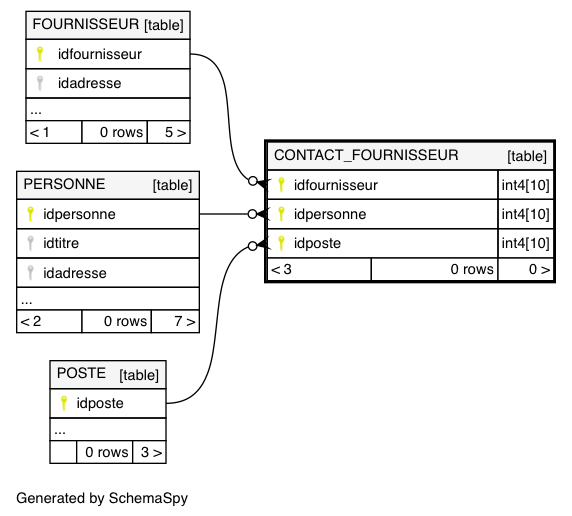 FOURNISSEUR [table]
idfournisseur
idadresse
...
< 1 0 rows 5 >
PERSONNE [table]
idpersonne
idtitre
idadresse
...
< 2 0 rows 7 >
POSTE [table]
idposte
...
0 rows 3 >
CONTACT_FOURNISSEUR [table]
idfournisseur int4[10]
idpersonne int4[10]
idposte int4[10]
< 3 0 rows 0 >
Generated by SchemaSpy